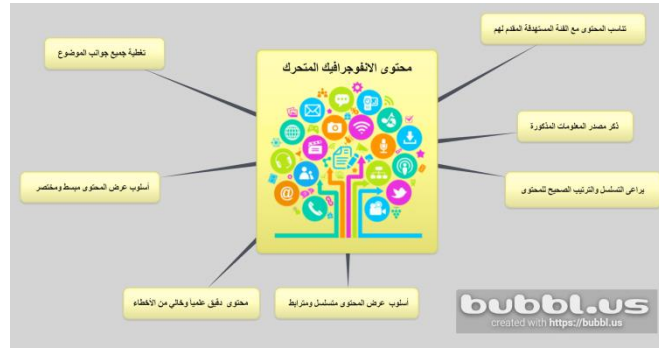 محتوى الانفوجرافيك المتحرك
تناسب المحتوى مع الفئة المستهدفة المقدم لهم
ذكر مصدر المعلومات المذكورة
يراعى التسلسل والترتيب الصحيح للمحتوى
أسلوب عرض المحتوى متسلسل ومترابط
محتوى دقيق علمياً وخالي من الأخطاء
أسلوب عرض المحتوى مبسط ومختصر
تغطية جميع جوانب الموضوع
bubbl.us
created with https://bubbl.us